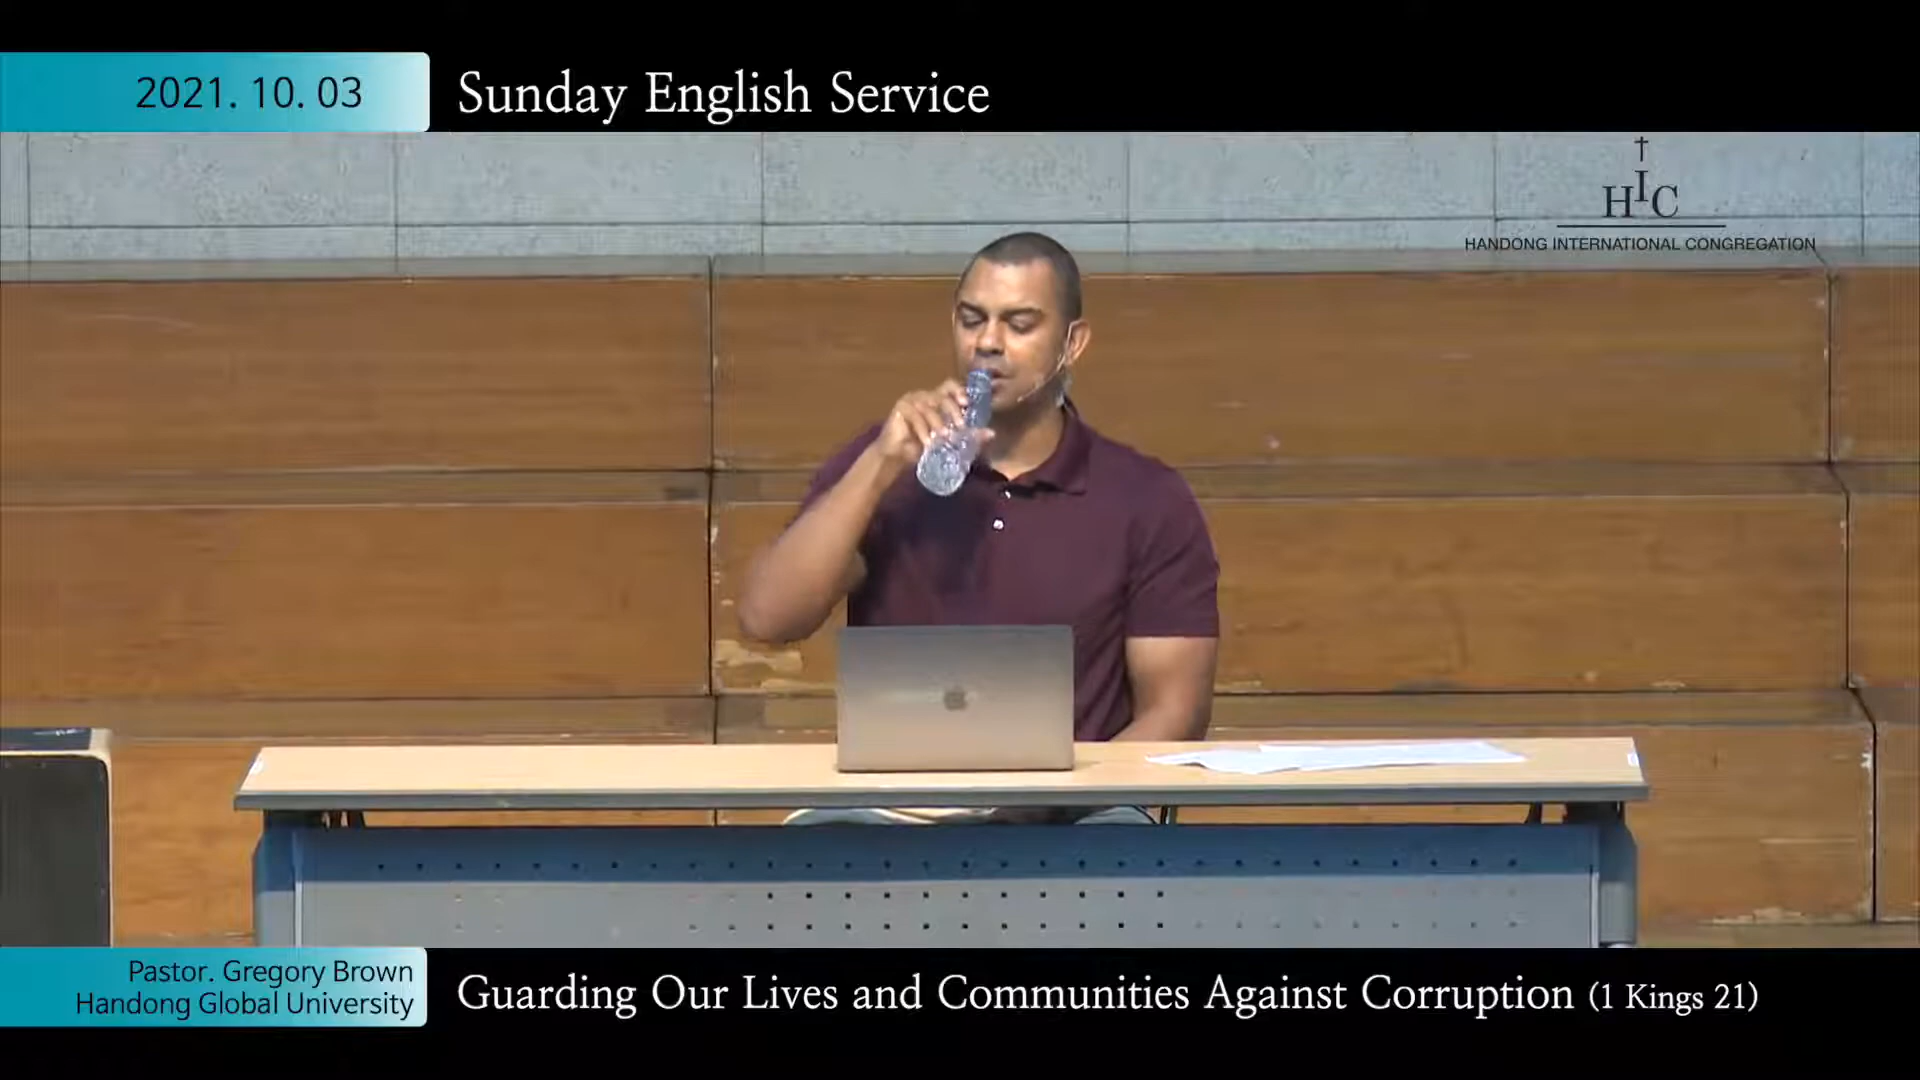 2021. 10. 03
Sunday English Service
HIC
HANDONG INTERNATIONAL CONGREGATION
Pastor. Gregory Brown
Handong Global University
Guarding Our Lives and Communities Against Corruption (1 Kings 21)